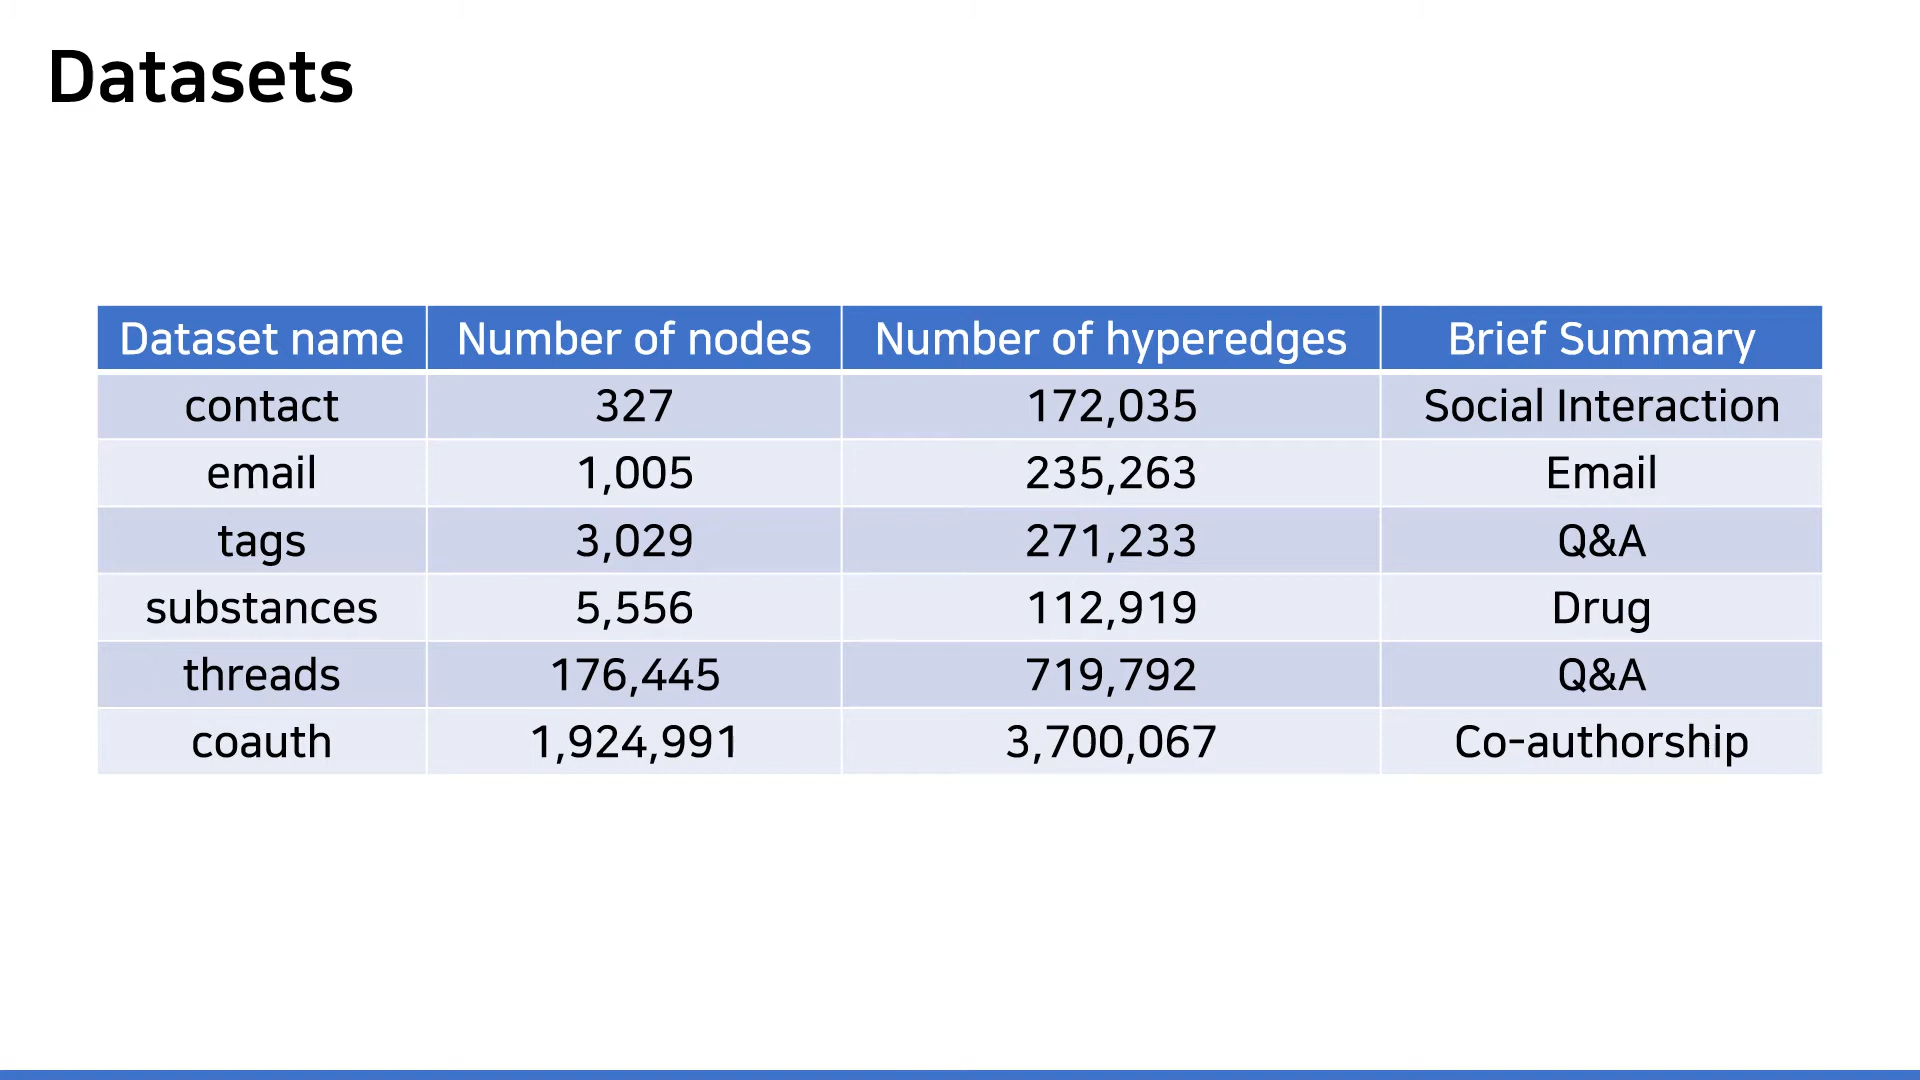 Datasets
Dataset name Number of nodes Number of hyperedges Brief Summary
contact 327 172,035 Social Interaction
email 1,005 235,263 Email
tags 3,029 271,233 Q&A
substances 5,556 112,919 Drug
threads 176,445 719,792 Q&A
coauth 1,924,991 3,700,067 Co-authorship